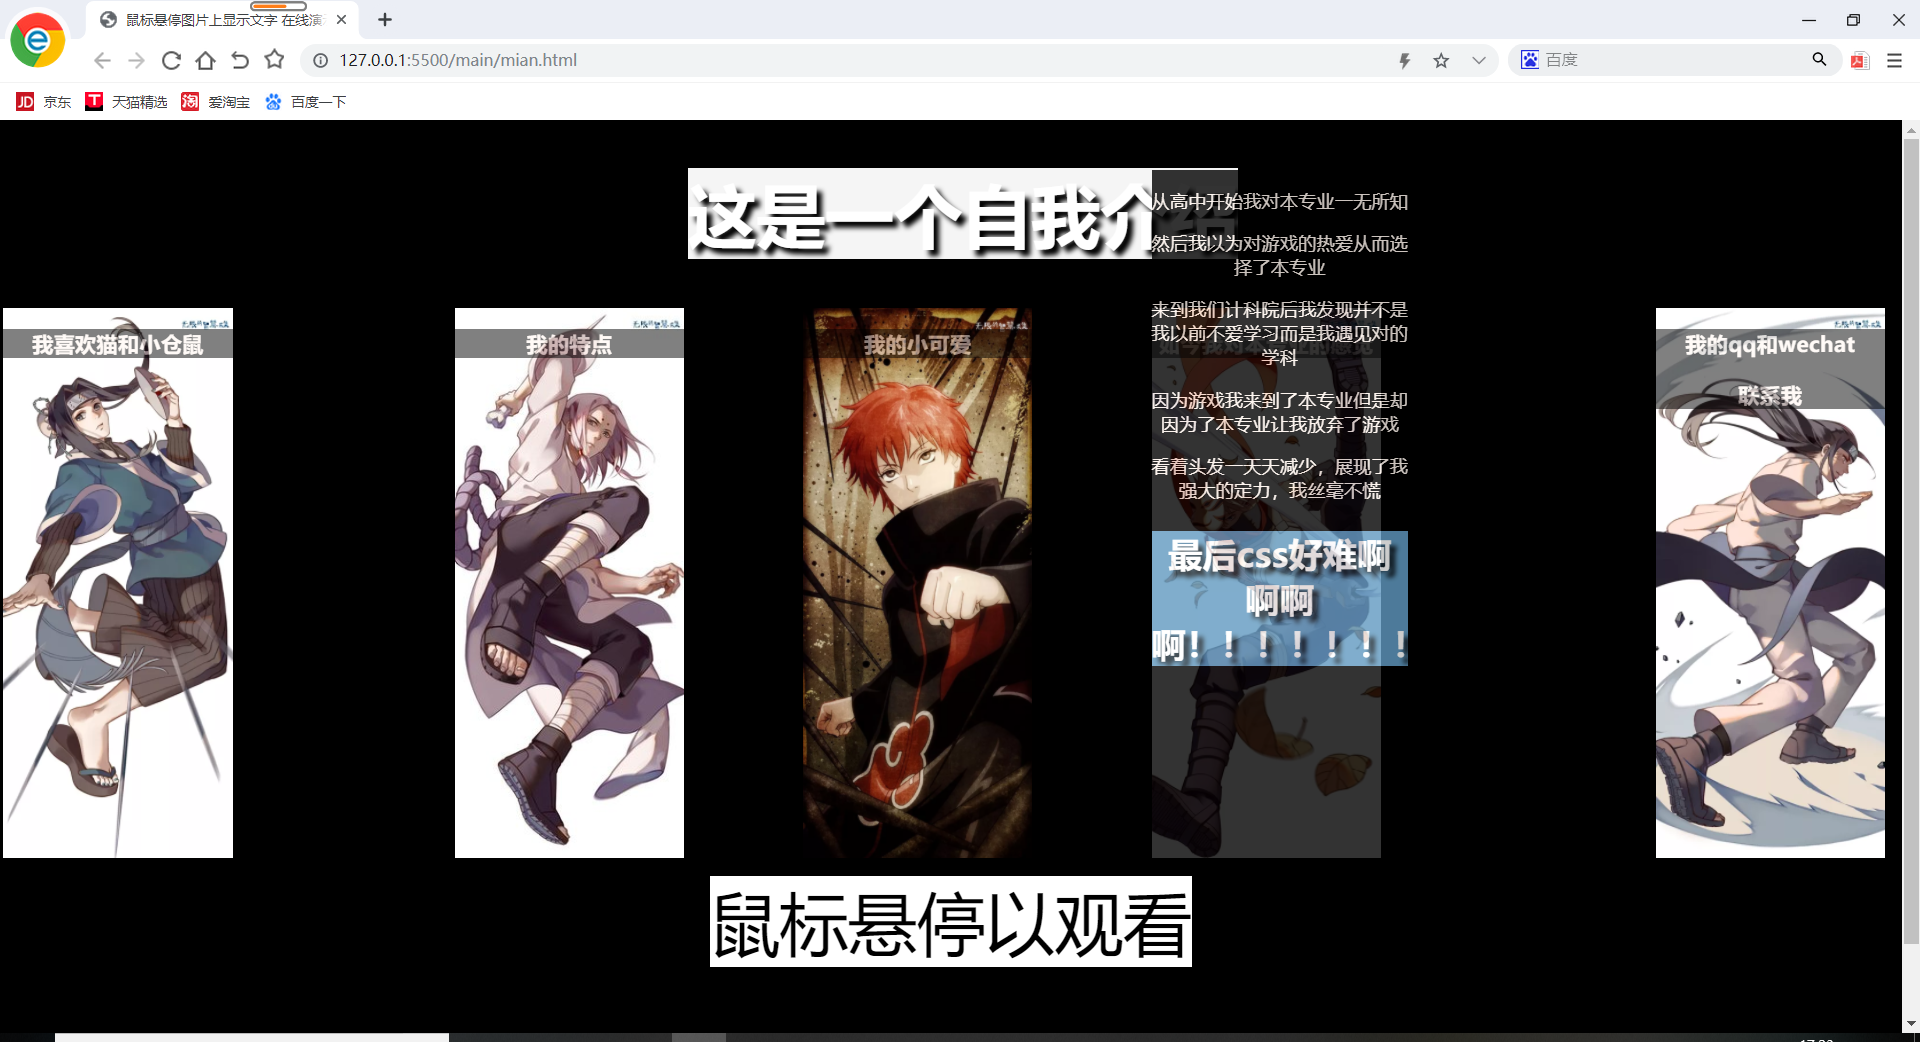 鼠标悬停图片上显示文字 在线演
127.0.0.1:5500/main/mian.html
百度
京东
天猫精选
爱淘宝
百度一下
这是一个自我介绍
我喜欢猫和小仓鼠
我的特点
我的小可爱
从高中开始我对本专业一无所知
然后我以为对游戏的热爱从而选
择了本专业
来到我们计科院后我发现并不是
我以前不爱学习而是我遇见对的
学科
因为游戏我来到了本专业但是却
因为了本专业让我放弃了游戏
看着头发一天天减少，展现了我
强大的定力，我丝毫不慌
最后css好难啊
啊啊
啊！！！！！！！
我的qq和wechat
联系我
鼠标悬停以观看